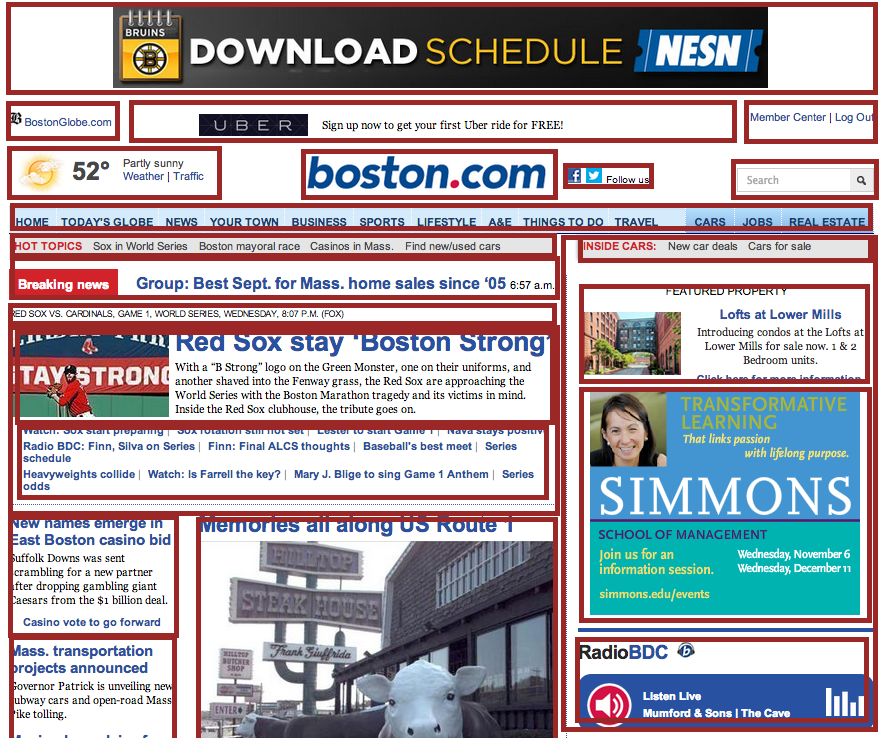 BRUINS
DOWNLOAD SCHEDULE NESN
BostonGlobe.com
UBER Sign up now to get your first Uber ride for FREE!
Member Center | Log Out
52° Partly sunny
Weather | Traffic
boston.com
Follow us
Search
HOME TODAY'S GLOBE NEWS YOUR TOWN BUSINESS SPORTS LIFESTYLE A&E THINGS TO DO TRAVEL CARS JOBS REAL ESTATE
HOT TOPICS Sox in World Series Boston mayoral race Casinos in Mass. Find new/used cars
INSIDE CARS: New car deals Cars for sale
Breaking news Group: Best Sept. for Mass. home sales since ‘05 6:57 a.m.
RED SOX VS. CARDINALS, GAME 1, WORLD SERIES, WEDNESDAY, 8:07 P.M. (FOX)
STAY STRONG
Red Sox stay ‘Boston Strong’
With a “B Strong” logo on the Green Monster, one on their uniforms, and
another shaved into the Fenway grass, the Red Sox are approaching the
World Series with the Boston Marathon tragedy and its victims in mind.
Inside the Red Sox clubhouse, the tribute goes on.
Watch: Sox start preparing | Sox rotation still not set | Lester to start Game 1 | Nava stays positive
Radio BDC: Finn, Silva on Series | Finn: Final ALCS thoughts | Baseball's best meet | Series
schedule
Heavyweights collide | Watch: Is Farrell the key? | Mary J. Blige to sing Game 1 Anthem | Series
odds
New names emerge in
East Boston casino bid
Suffolk Downs was sent
scrambling for a new partner
after dropping gambling giant
Caesars from the $1 billion deal.
Casino vote to go forward
Mass. transportation
projects announced
Governor Patrick is unveiling new
subway cars and open-road Mass
Pike tolling.
Memories all along US Route 1
HILLTOP
STEAK HOUSE
Frank Giuffrida
HILLTOP
BUTCHER
SHOP
ENTER
FEATURED PROPERTY
Lofts at Lower Mills
Introducing condos at the Lofts at
Lower Mills for sale now. 1 & 2
Bedroom units.
Click here for more information
TRANSFORMATIVE
LEARNING
That links passion
with lifelong purpose.
SIMMONS
SCHOOL OF MANAGEMENT
Join us for an
information session.
Wednesday, November 6
Wednesday, December 11
simmons.edu/events
RadioBDC
Listen Live
Mumford & Sons | The Cave